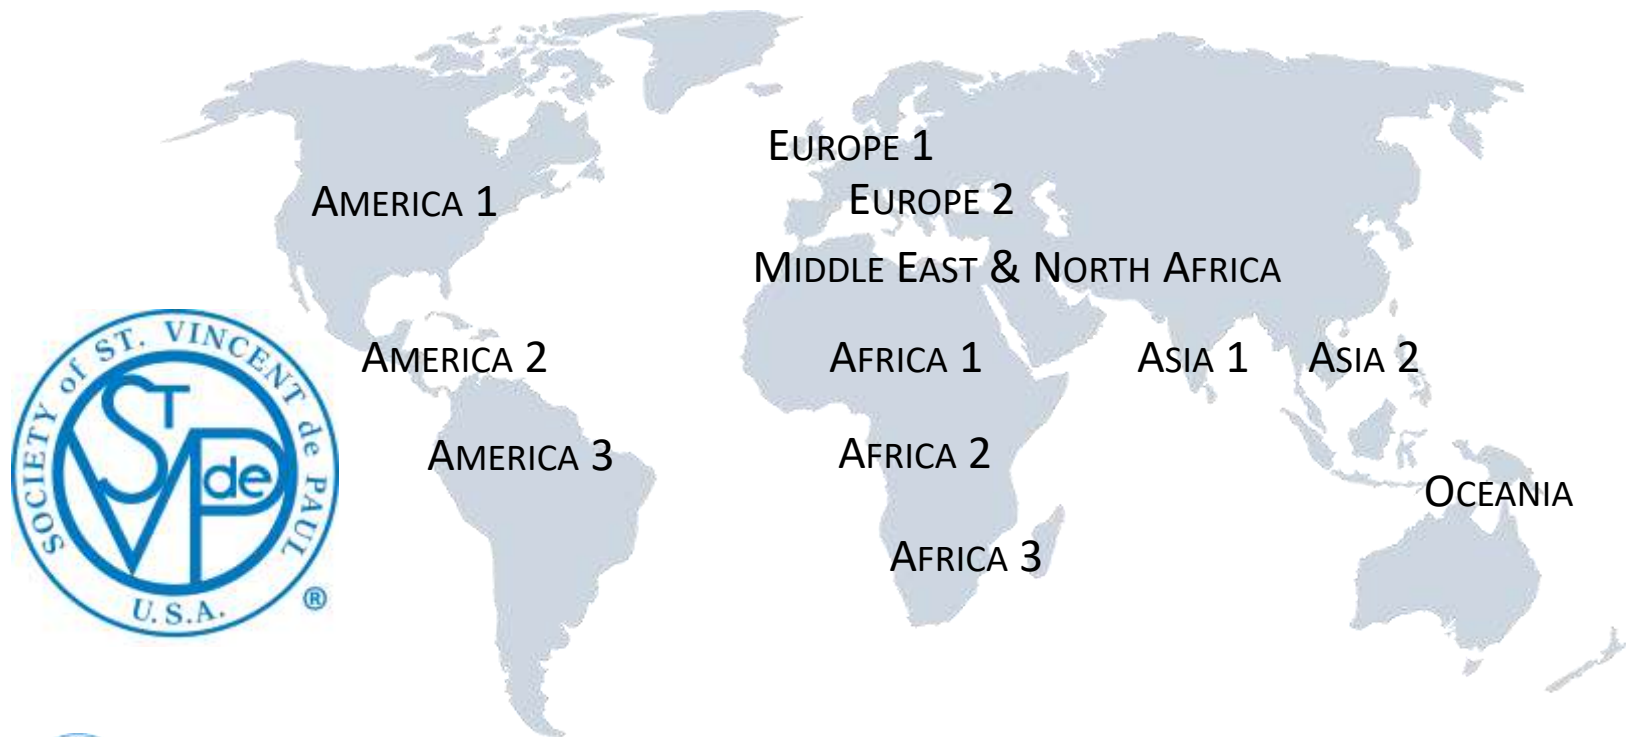 EUROPE 1
AMERICA 1
EUROPE 2
MIDDLE EAST & NORTH AFRICA
AMERICA 2
AFRICA 1
ASIA 1
ASIA 2
AMERICA 3
AFRICA 2
OCEANIA
AFRICA 3
SOCIETY of ST. VINCENT de PAUL
ST
V de P
U.S.A.
®